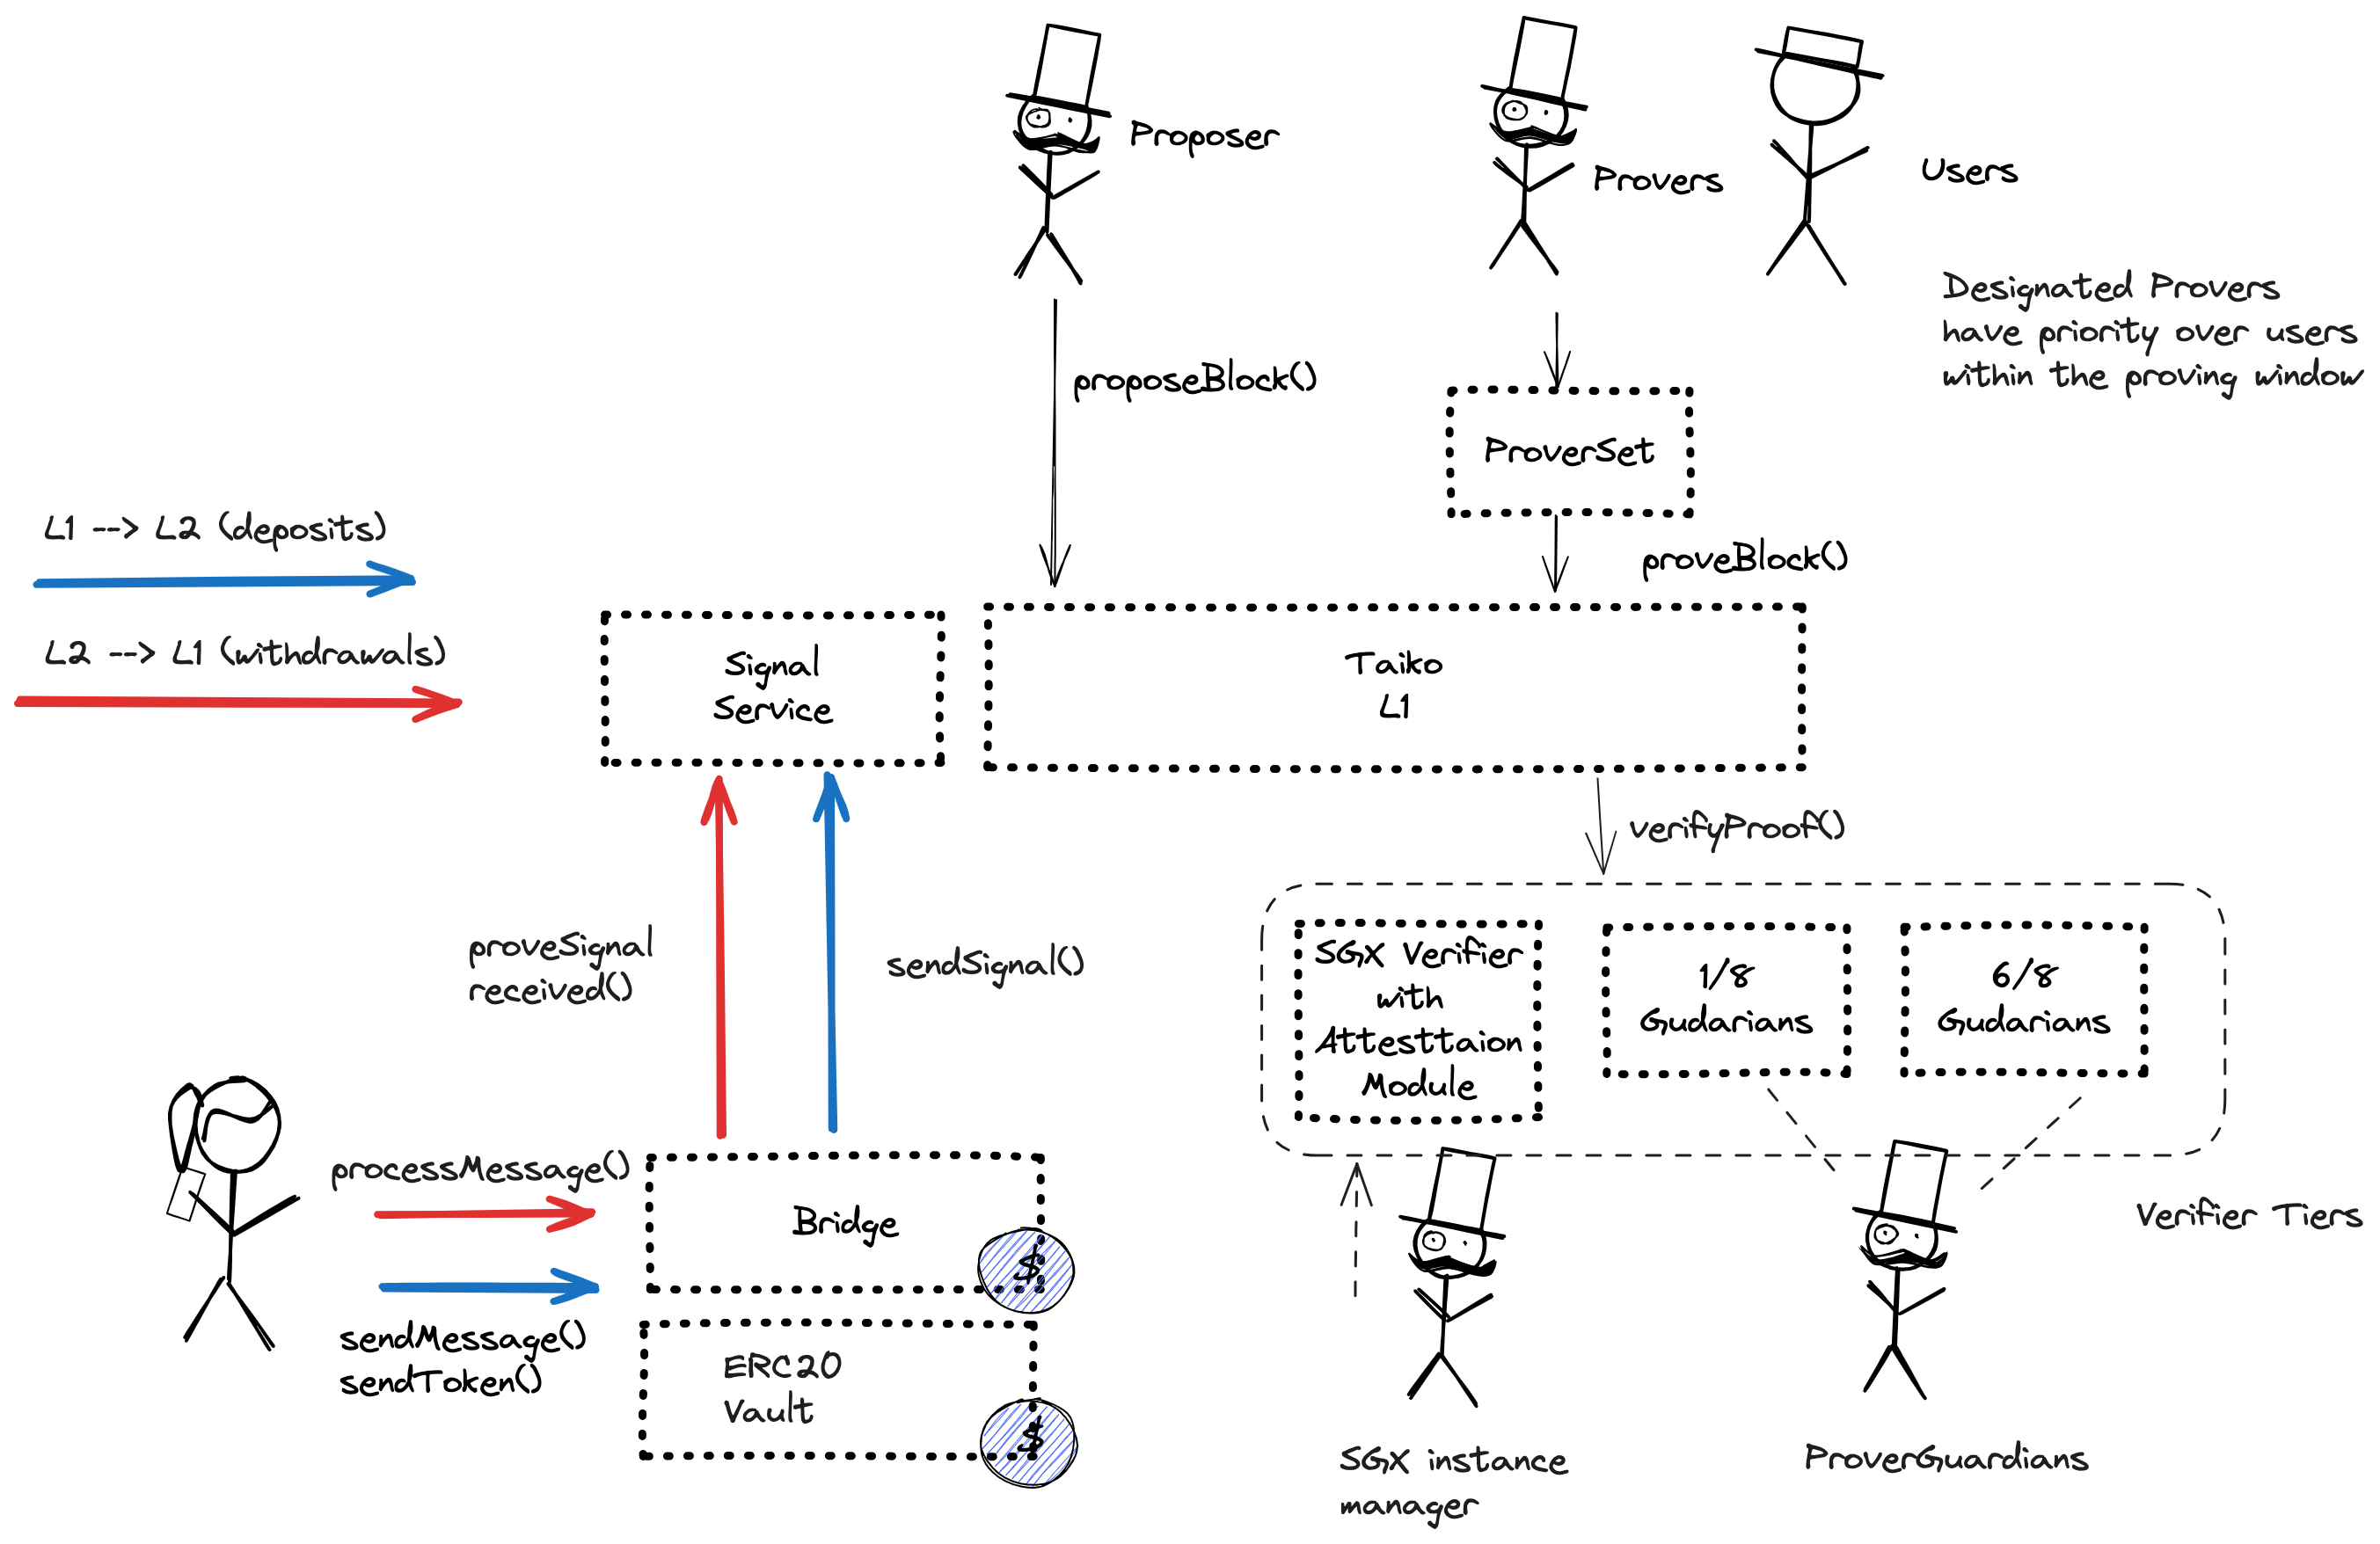 Proposer
Provers
Users
Designated Provers
have priority over users
within the proving window
proposeBlock()
ProverSet
proveBlock()
L1 --> L2 (deposits)
L2 --> L1 (withdrawals)
Signal
Service
Taiko
L1
verifyProof()
proveSignal
received()
sendSignal()
SGX Verifier
with
Attesttaion
Module
1/8
Gudarians
6/8
Gudarians
processMessage()
sendMessage()
sendToken()
Bridge
$
ERC20
Vault
$
Verifier Tiers
SGX instance
manager
ProverGuardians